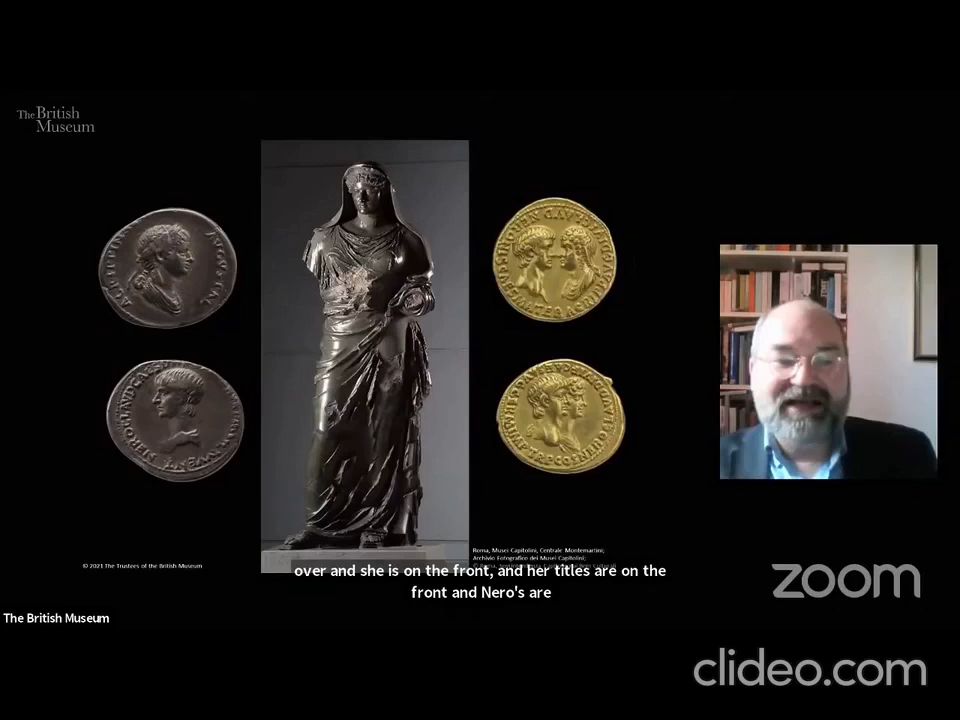 The British
Museum
© 2021 The Trustees of the British Museum
Roma, Musei Capitolini, Centrale Montemartini;
Archivio Fotografico dei Musei Capitolini;
over and she is on the front, and her titles are on the
front and Nero's are
The British Museum
zoom
clideo.com